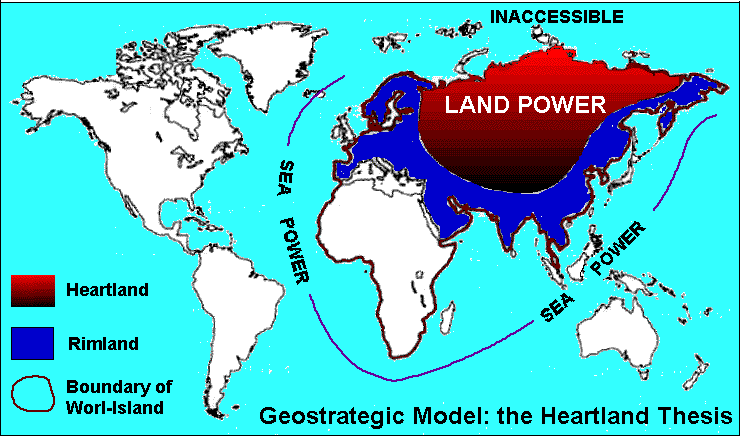 INACCESSIBLE
LAND POWER
SEA POWER
SEA POWER
Heartland
Rimland
Boundary of
Worl-Island
Geostrategic Model: the Heartland Thesis